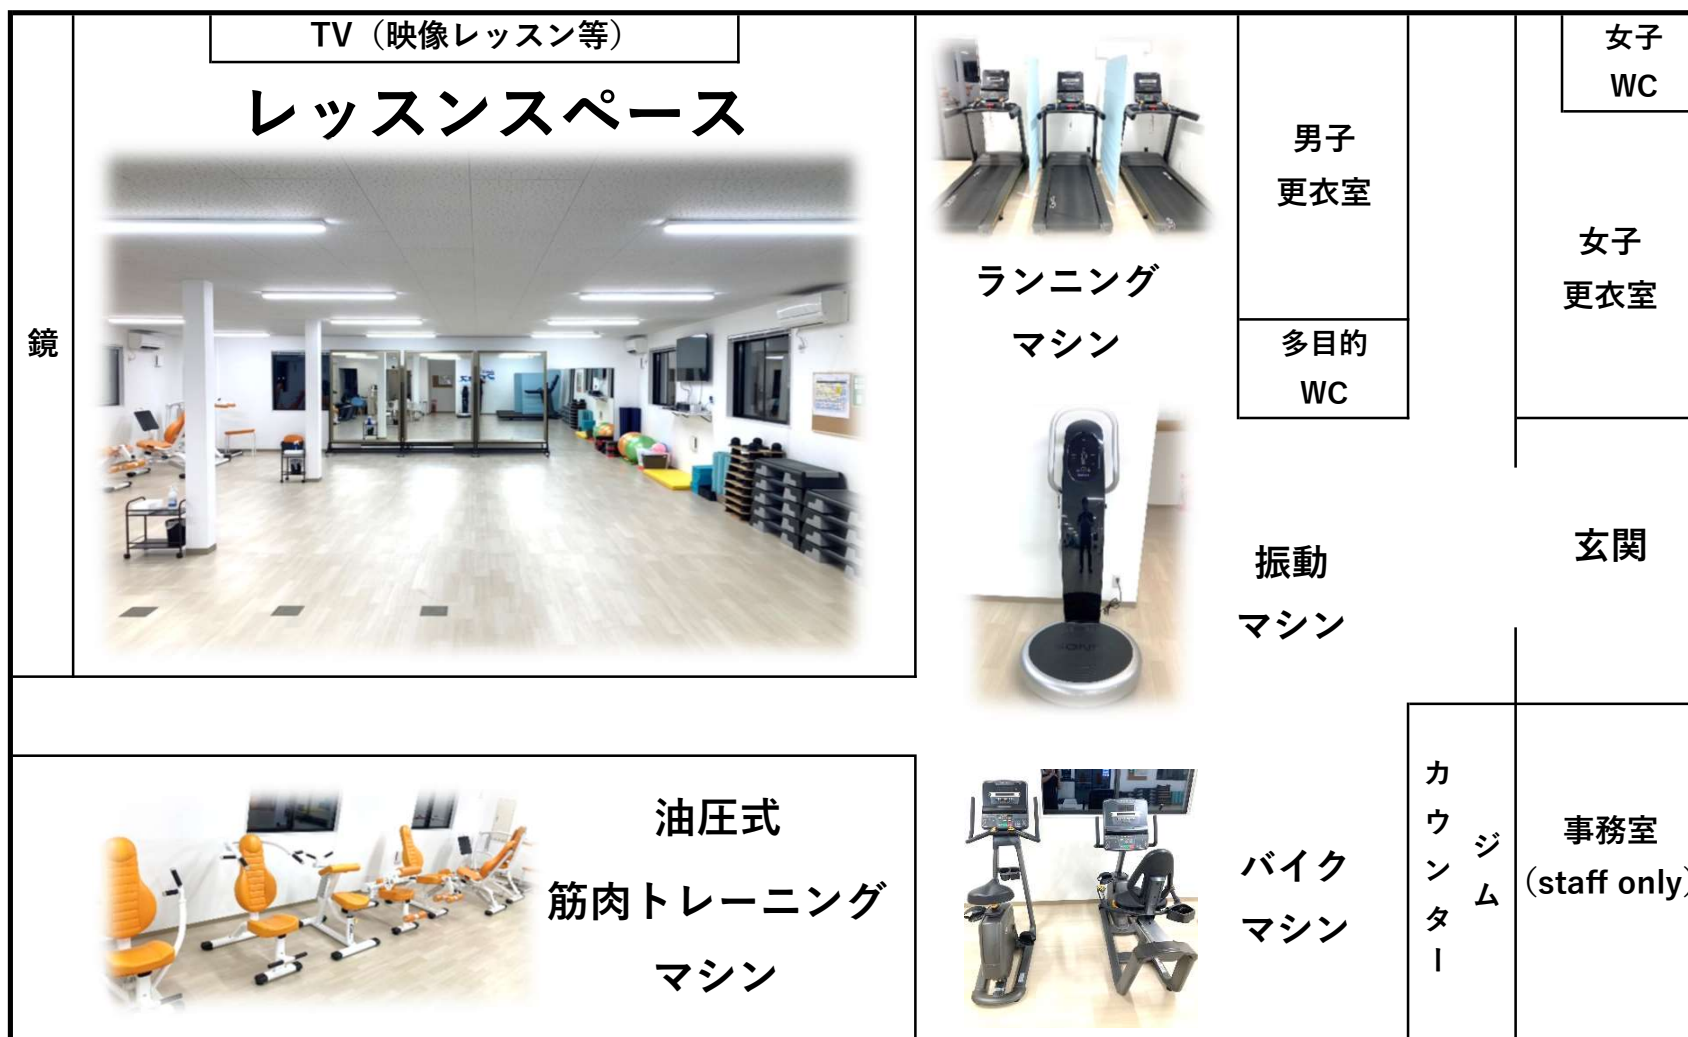 TV（映像レッスン等）
レッスンスペース
鏡
ランニング
マシン
男子
更衣室
多目的
WC
女子
WC
女子
更衣室
振動
マシン
玄関
油圧式
筋肉トレーニング
マシン
バイク
マシン
ジム
カウンター
事務室
（staff only）